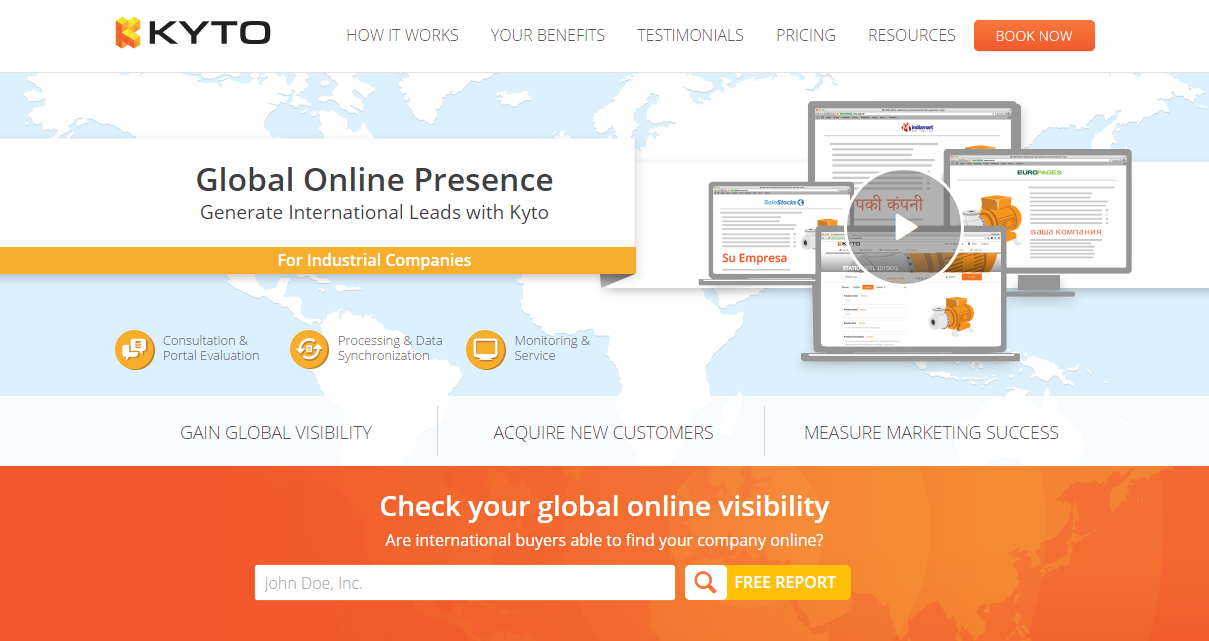 KYTO
HOW IT WORKS
YOUR BENEFITS
TESTIMONIALS
PRICING
RESOURCES
BOOK NOW
Global Online Presence
Generate International Leads with Kyto
For Industrial Companies
indiamart
EUROPAGES
SoloStocks
पकी कंपनी
ваша компания
Su Empresa
KYTO
Consultation &
Portal Evaluation
Processing & Data
Synchronization
Monitoring &
Service
GAIN GLOBAL VISIBILITY
ACQUIRE NEW CUSTOMERS
MEASURE MARKETING SUCCESS
Check your global online visibility
Are international buyers able to find your company online?
John Doe, Inc.
FREE REPORT